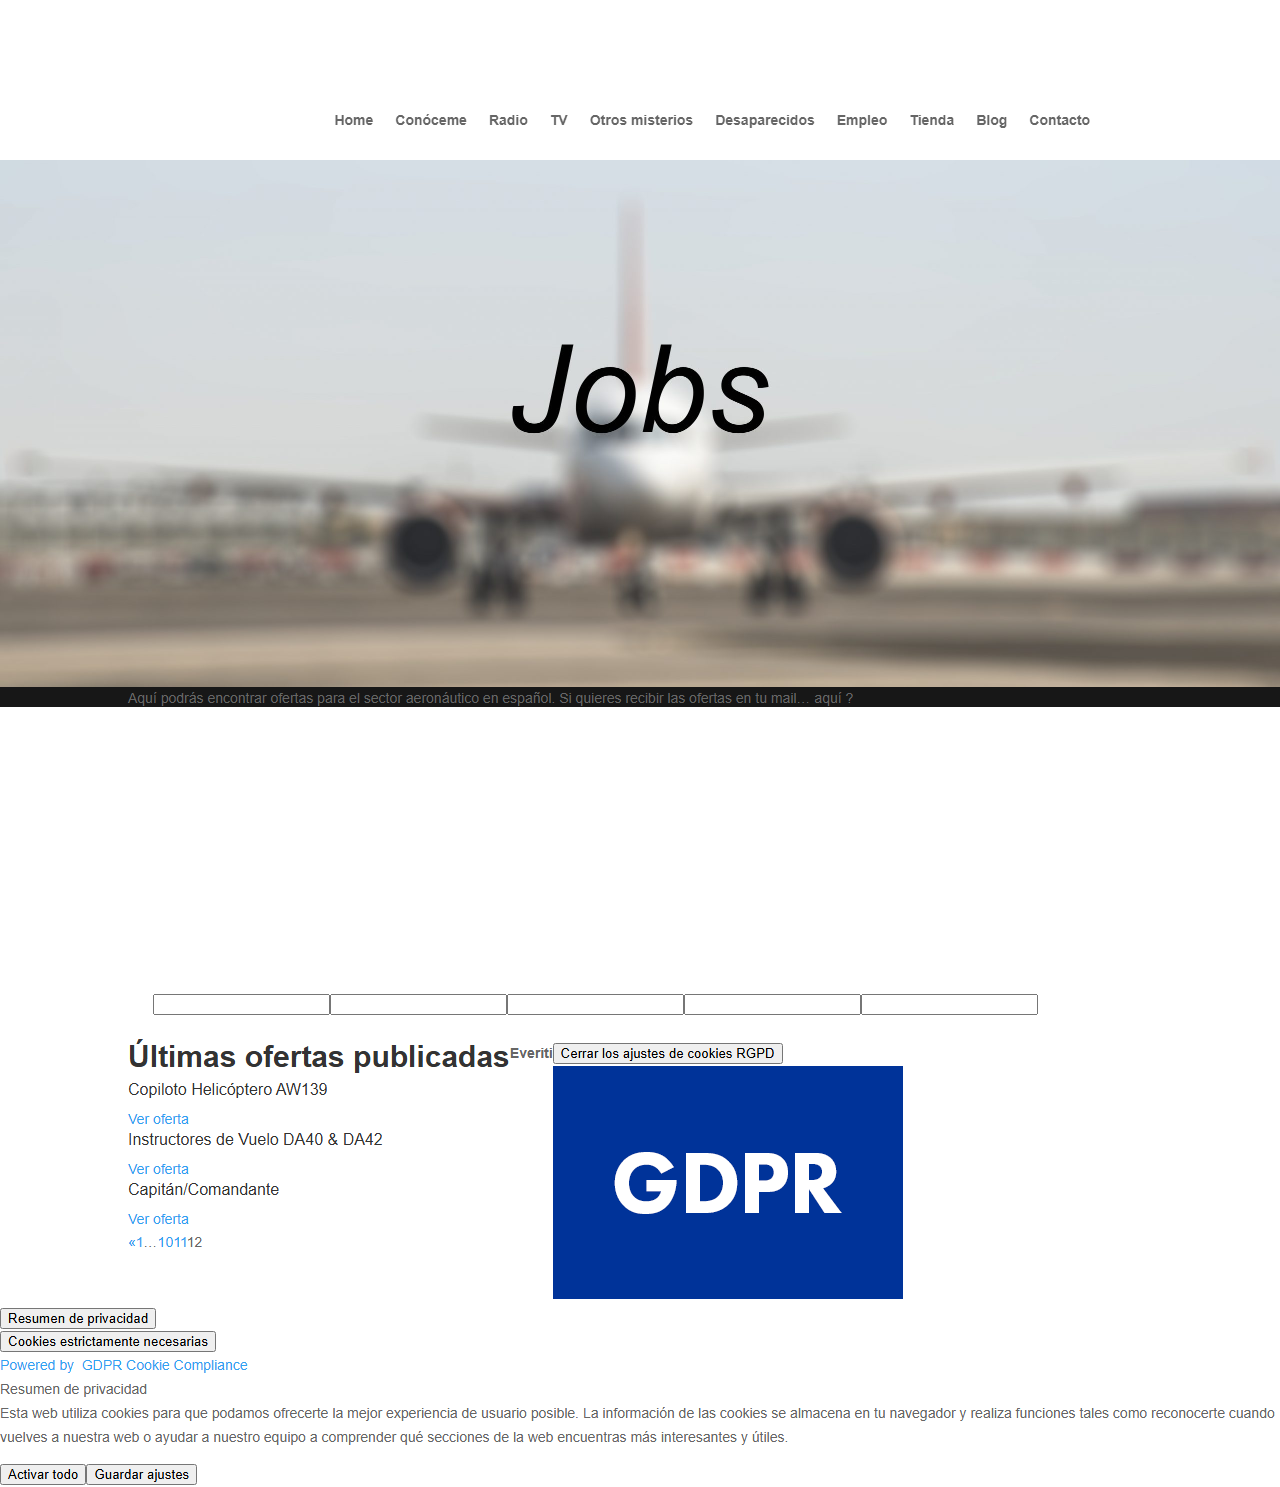 Home Conóceme Radio TV Otros misterios Desaparecidos Empleo Tienda Blog Contacto
Jobs
Aquí podrás encontrar ofertas para el sector aeronáutico en español. Si quieres recibir las ofertas en tu mail… aquí ?
Últimas ofertas publicadas
Copiloto Helicóptero AW139
Ver oferta
Instructores de Vuelo DA40 & DA42
Ver oferta
Capitán/Comandante
Ver oferta
«1…101112
Everiti
Cerrar los ajustes de cookies RGPD
GDPR
Resumen de privacidad
Cookies estrictamente necesarias
Powered by GDPR Cookie Compliance
Resumen de privacidad
Esta web utiliza cookies para que podamos ofrecerte la mejor experiencia de usuario posible. La información de las cookies se almacena en tu navegador y realiza funciones tales como reconocerte cuando
vuelves a nuestra web o ayudar a nuestro equipo a comprender qué secciones de la web encuentras más interesantes y útiles.
Activar todo Guardar ajustes